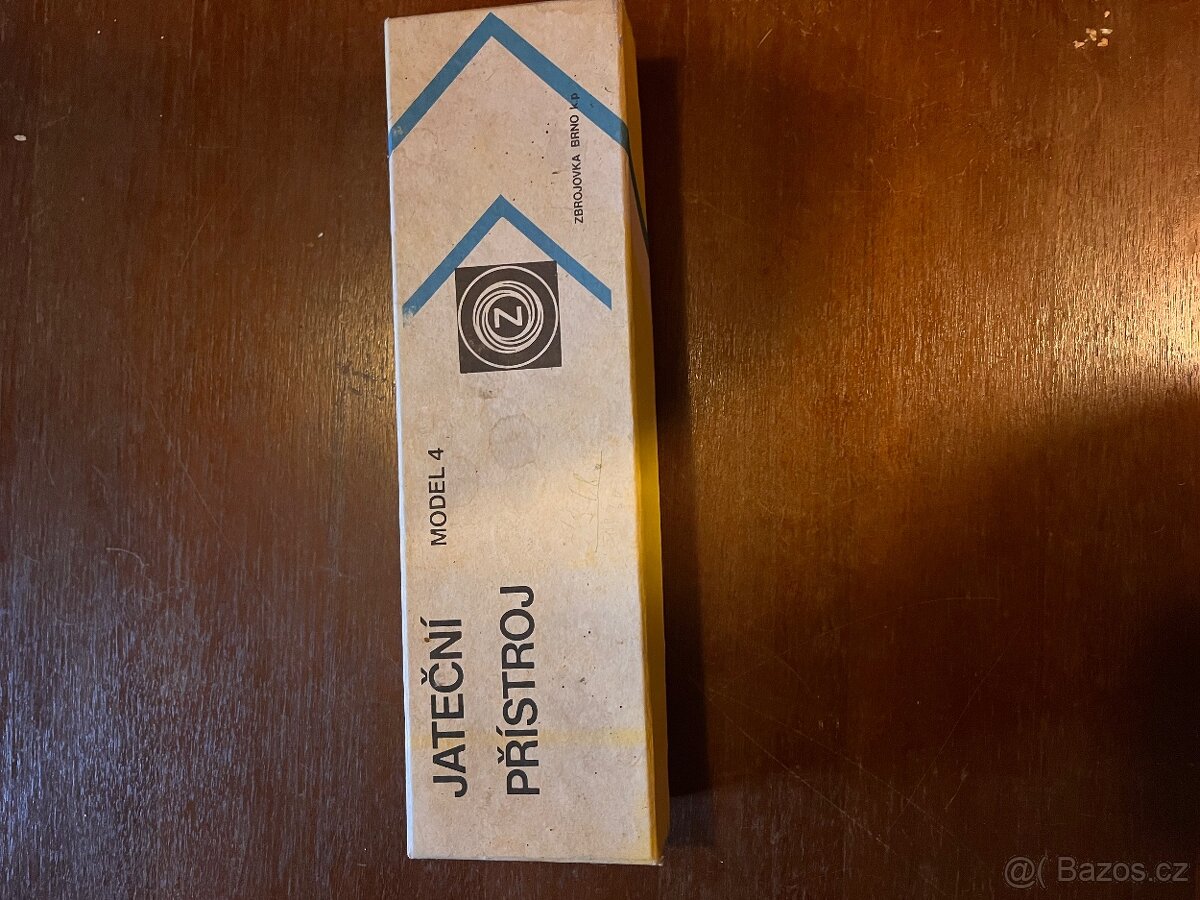 JATEČNÍ MODEL 4
PŘÍSTROJ
Z
ZBROJOVKA BRNO k.p
@( Bazos.cz